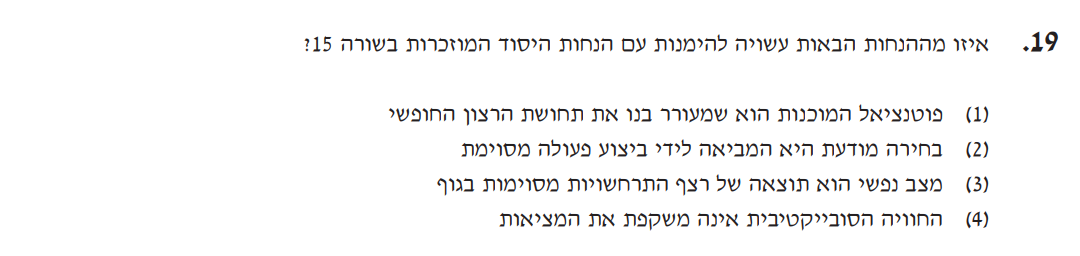 19. איזו מההנחות הבאות עשויה להימנות עם הנחות היסוד המוזכרות בשורה 15?
(1) פוטנציאל המוכנות הוא שמעורר בנו את תחושת הרצון החופשי
(2) בחירה מודעת היא המביאה לידי ביצוע פעולה מסוימת
(3) מצב נפשי הוא תוצאה של רצף התרחשויות מסוימות בגוף
(4) החוויה הסובייקטיבית אינה משקפת את המציאות